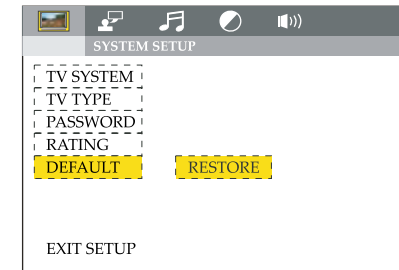 SYSTEM SETUP
TV SYSTEM
TV TYPE
PASSWORD
RATING
DEFAULT RESTORE
EXIT SETUP